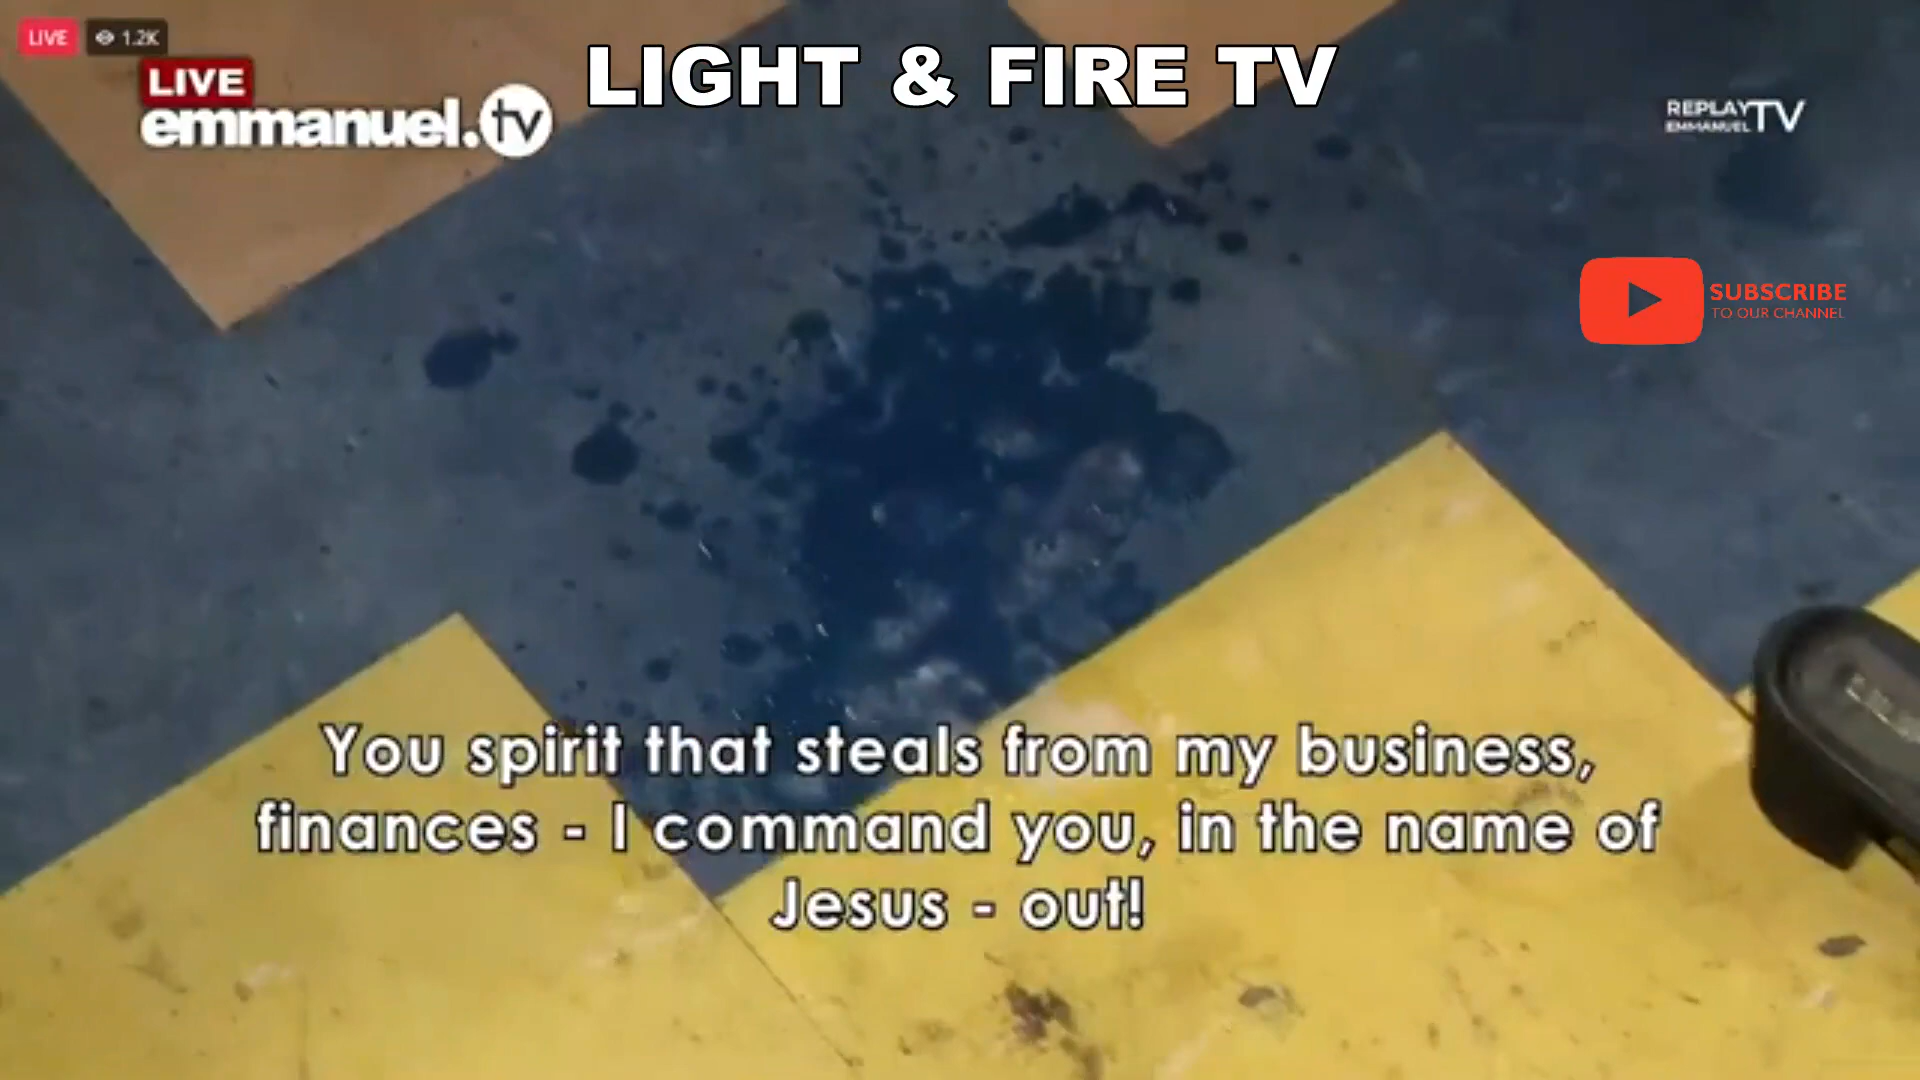 LIVE 1.2K
LIGHT & FIRE TV
LIVE
emmanuel.tv
REPLAY
EMMANUEL TV
SUBSCRIBE
TO OUR CHANNEL
You spirit that steals from my business,
finances - I command you, in the name of
Jesus - out!